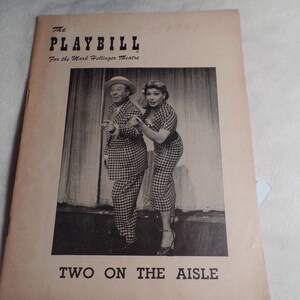 The
PLAYBILL
For the Mark Hellinger Theatre
TWO ON THE AISLE